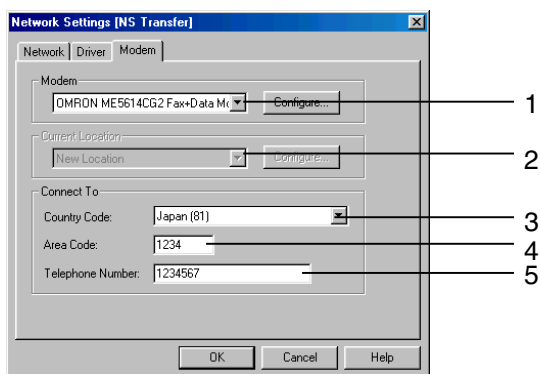 Network Settings [NS Transfer]
Network Driver Modem
Modem
OMRON ME5614CG2 Fax+Data Mc Configure... 1
Current Location
New Location Configure... 2
Connect To
Country Code: Japan (81) 3
Area Code: 1234 4
Telephone Number: 1234567 5
OK Cancel Help